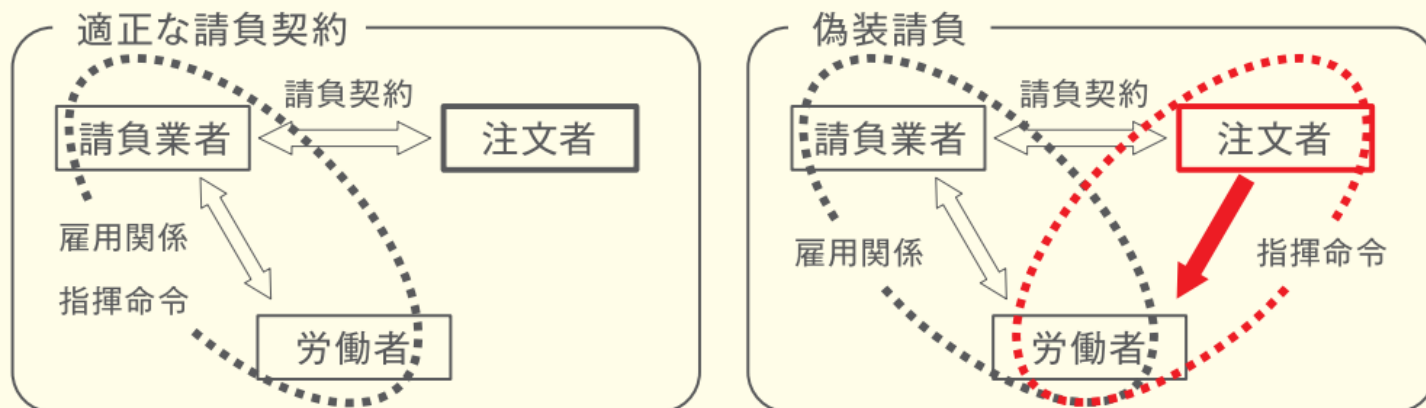 適正な請負契約
請負契約
請負業者
注文者
雇用関係
指揮命令
労働者
偽装請負
請負契約
請負業者
注文者
雇用関係
指揮命令
労働者